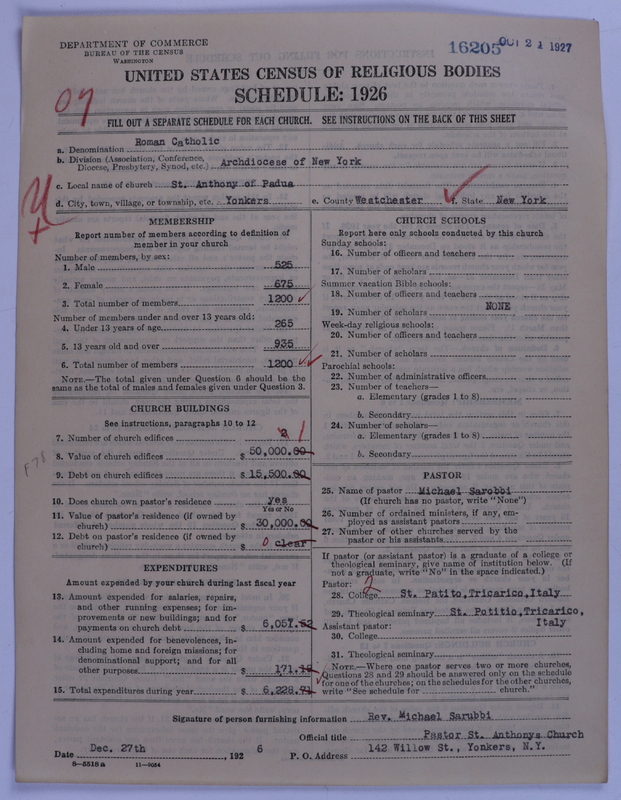 DEPARTMENT OF COMMERCE
BUREAU OF THE CENSUS
WASHINGTON
16205 OCT 21 1927
UNITED STATES CENSUS OF RELIGIOUS BODIES
SCHEDULE: 1926
07
FILL OUT A SEPARATE SCHEDULE FOR EACH CHURCH. SEE INSTRUCTIONS ON THE BACK OF THIS SHEET
a. Denomination Roman Catholic
b. Division (Association, Conference, Diocese, Presbytery, Synod, etc.) Archdiocese of New York
c. Local name of church St. Anthony of Padua
d. City, town, village, or township, etc. Yonkers e. County Westchester f. State New York
MEMBERSHIP
Report number of members according to definition of
member in your church
Number of members, by sex:
1. Male 525
2. Female 675
3. Total number of members 1200
Number of members under and over 13 years old:
4. Under 13 years of age 265
5. 13 years old and over 935
6. Total number of members 1200
NOTE.—The total given under Question 6 should be the
same as the total of males and females given under Question 3.
CHURCH BUILDINGS
See instructions, paragraphs 10 to 12
7. Number of church edifices 2 1
8. Value of church edifices $ 50,000.00
9. Debt on church edifices $ 15,500.00
10. Does church own pastor's residence yes
Yes or No
11. Value of pastor's residence (if owned by
church) $ 30,000.00
12. Debt on pastor's residence (if owned by
church) $ 0 clear
EXPENDITURES
Amount expended by your church during last fiscal year
13. Amount expended for salaries, repairs,
and other running expenses; for im-
provements or new buildings; and for
payments on church debt $ 6,057.52
14. Amount expended for benevolences, in-
cluding home and foreign missions; for
denominational support; and for all
other purposes $ 171.19
15. Total expenditures during year $ 6,228.71
CHURCH SCHOOLS
Report here only schools conducted by this church
Sunday schools:
16. Number of officers and teachers
17. Number of scholars
Summer vacation Bible schools:
18. Number of officers and teachers
19. Number of scholars NONE
Week-day religious schools:
20. Number of officers and teachers
21. Number of scholars
Parochial schools:
22. Number of administrative officers
23. Number of teachers—
a. Elementary (grades 1 to 8)
b. Secondary
24. Number of scholars—
a. Elementary (grades 1 to 8)
b. Secondary
PASTOR
25. Name of pastor Michael Sarobbi
(If church has no pastor, write "None")
26. Number of ordained ministers, if any, em-
ployed as assistant pastors
27. Number of other churches served by the
pastor or his assistants
If pastor (or assistant pastor) is a graduate of a college or
theological seminary, give name of institution below. (If
not a graduate, write "No" in the space indicated.)
Pastor: 2
28. College St. Patito,Tricarico,Italy
29. Theological seminary St. Potitio,Tricarico,
Assistant pastor: Italy
30. College
31. Theological seminary
NOTE.—Where one pastor serves two or more churches,
Questions 28 and 29 should be answered only on the schedule
for one of the churches; on the schedules for the other churches,
write "See schedule for church."
Signature of person furnishing information Rev. Michael Sarubbi
Official title Pastor St. Anthonys Church
Date Dec. 27th, 192 6 P. O. Address 142 Willow St., Yonkers, N.Y.
8—5518 a 11—9034